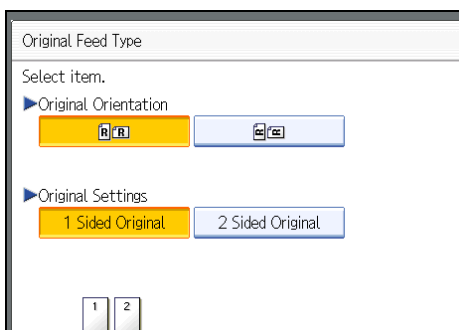 Original Feed Type
Select item.
►Original Orientation
R R
R R
►Original Settings
1 Sided Original 2 Sided Original
1 2